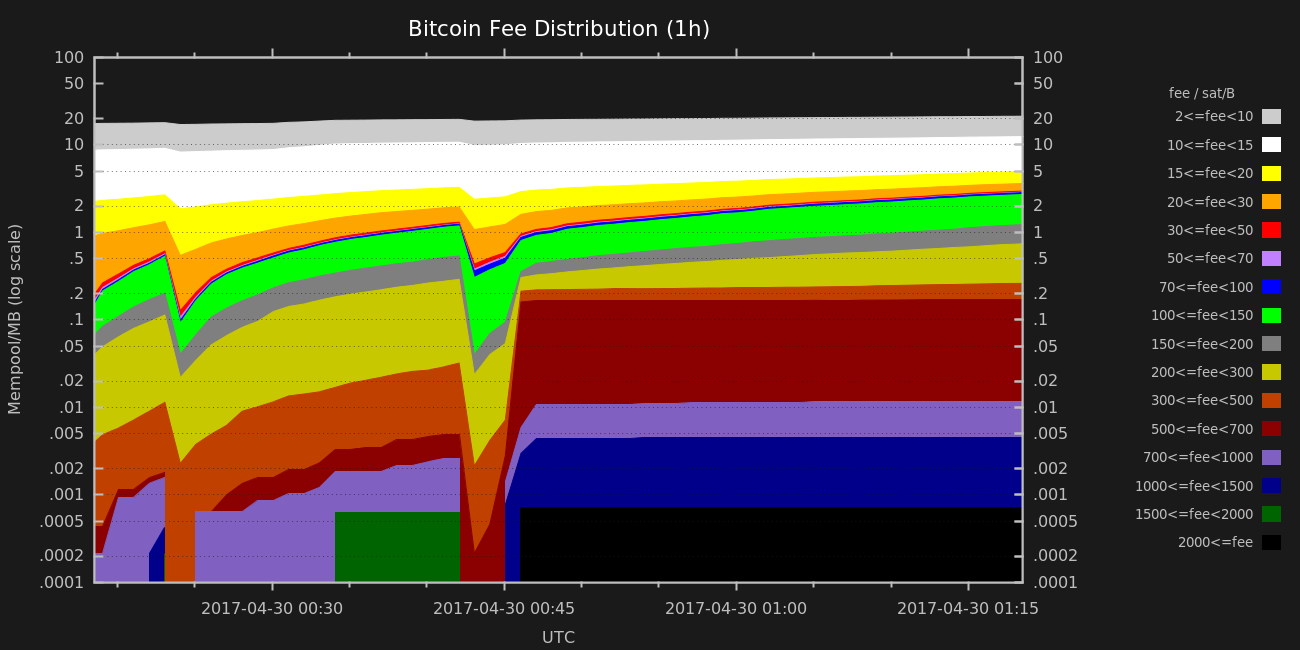 Bitcoin Fee Distribution (1h)
Mempool/MB (log scale)
100
50
20
10
5
2
1
.5
.2
.1
.05
.02
.01
.005
.002
.001
.0005
.0002
.0001
100
50
20
10
5
2
1
.5
.2
.1
.05
.02
.01
.005
.002
.001
.0005
.0002
.0001
2017-04-30 00:30
2017-04-30 00:45
2017-04-30 01:00
2017-04-30 01:15
UTC
fee / sat/B
2<=fee<10
10<=fee<15
15<=fee<20
20<=fee<30
30<=fee<50
50<=fee<70
70<=fee<100
100<=fee<150
150<=fee<200
200<=fee<300
300<=fee<500
500<=fee<700
700<=fee<1000
1000<=fee<1500
1500<=fee<2000
2000<=fee